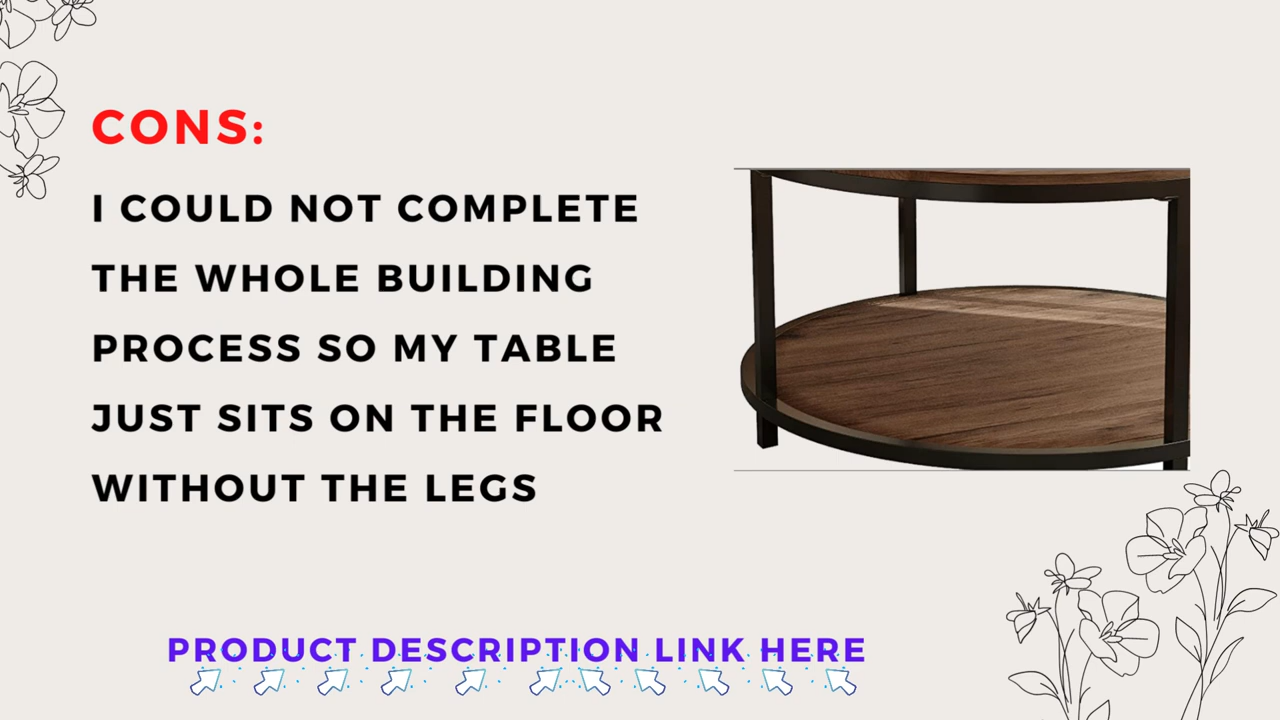 CONS:
I COULD NOT COMPLETE
THE WHOLE BUILDING
PROCESS SO MY TABLE
JUST SITS ON THE FLOOR
WITHOUT THE LEGS
PRODUCT DESCRIPTION LINK HERE